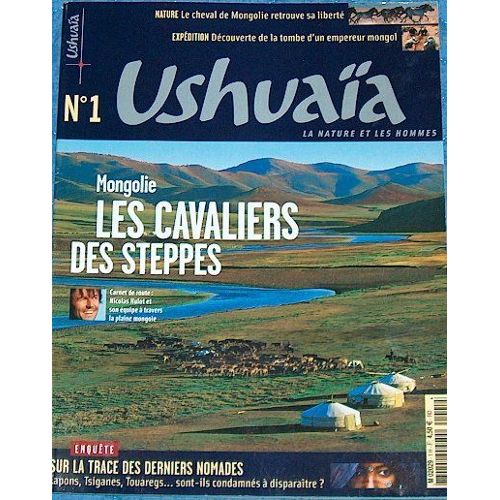 NATURE Le cheval de Mongolie retrouve sa liberté
EXPÉDITION Découverte de la tombe d'un empereur mongol
Ushuaïa
N°1 Ushuaïa
LA NATURE ET LES HOMMES
Mongolie
LES CAVALIERS
DES STEPPES
Carnet de route :
Nicolas Hulot et
son équipe à travers
la plaine mongole
ENQUÊTE
SUR LA TRACE DES DERNIERS NOMADES
Lapons, Tsiganes, Touaregs... sont-ils condamnés à disparaître ?
4,50 €